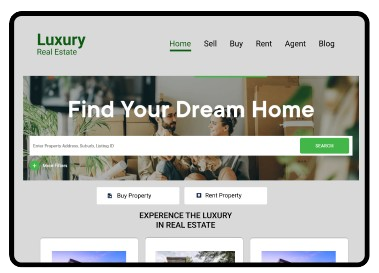 Luxury
Real Estate
Home Sell Buy Rent Agent Blog
Find Your Dream Home
Enter Property Address, Suburb, Listing ID
SEARCH
More Filters
Buy Property Rent Property
EXPERENCE THE LUXURY
IN REAL ESTATE